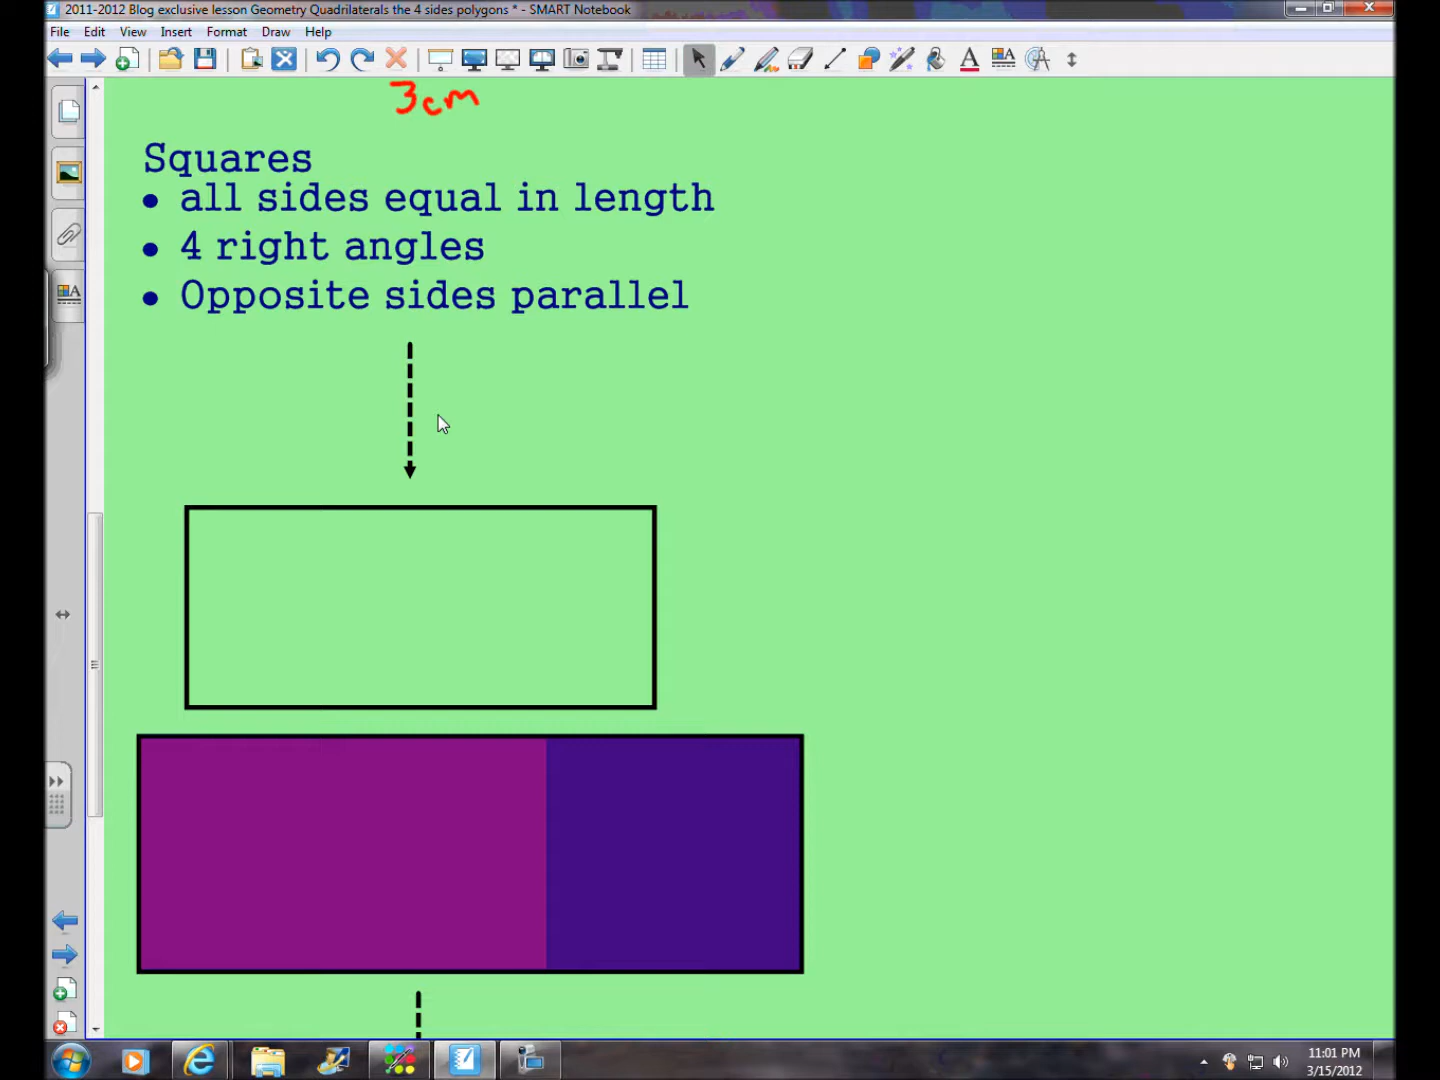 2011-2012 Blog exclusive lesson Geometry Quadrilaterals the 4 sides polygons * - SMART Notebook
File Edit View Insert Format Draw Help
3cm
Squares
• all sides equal in length
• 4 right angles
• Opposite sides parallel
11:01 PM
3/15/2012